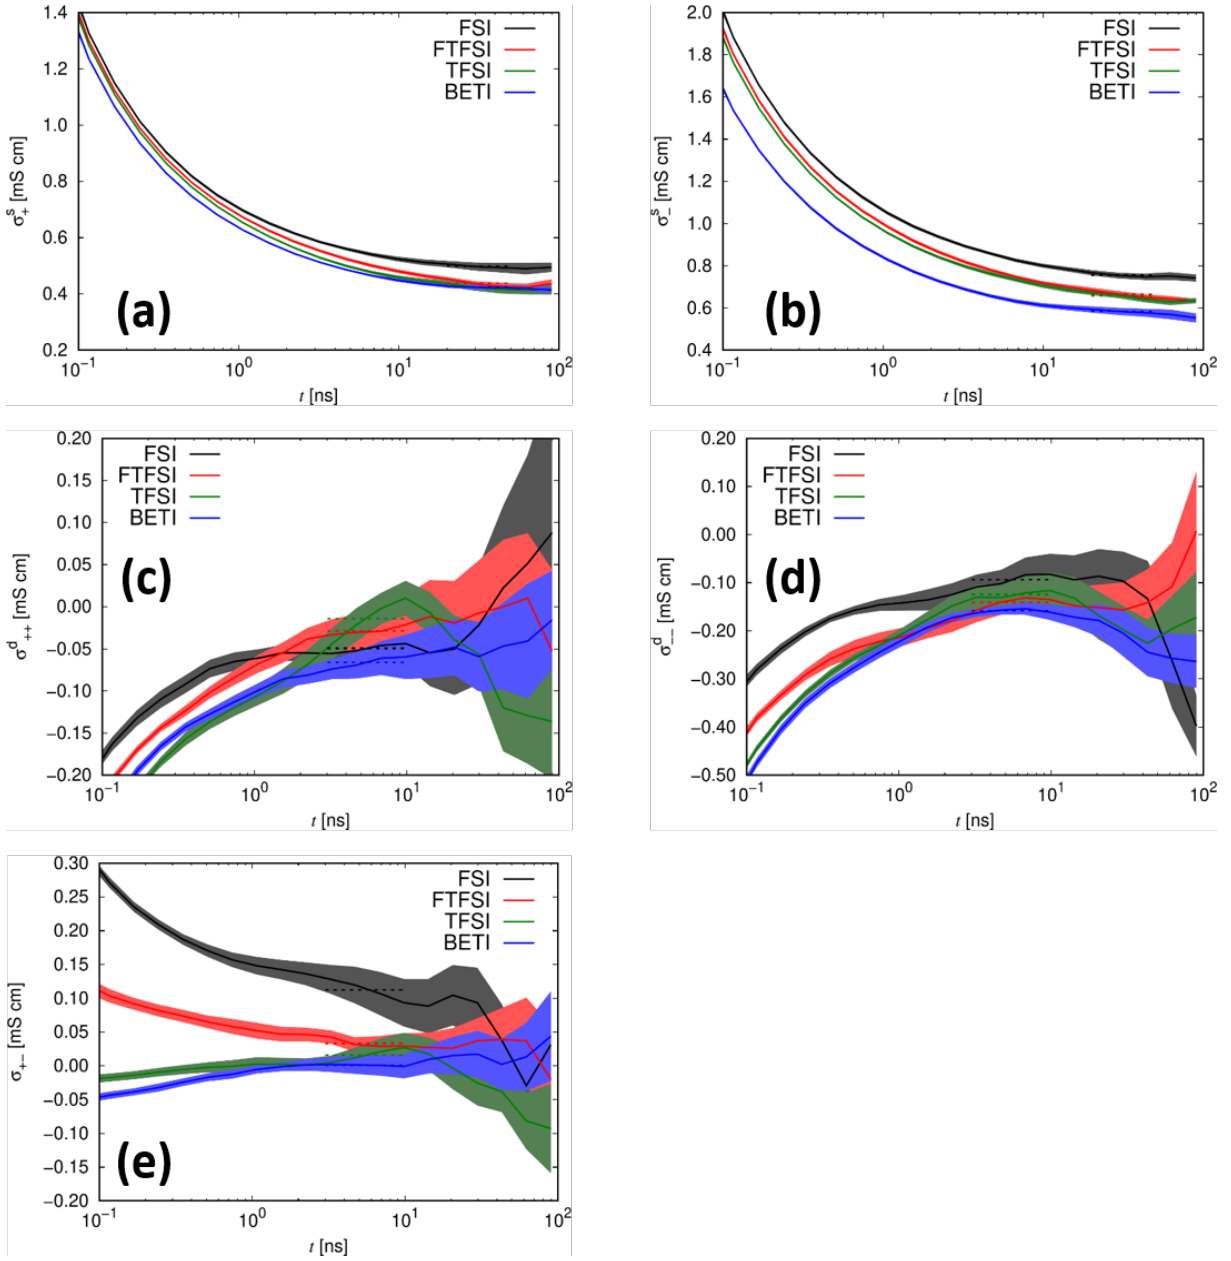 1.4
1.2
1.0
0.8
0.6
0.4
0.2
σ₊ˢ [mS cm]
FSI
FTFSI
TFSI
BETI
(a)
10⁻¹ 10⁰ 10¹ 10²
t [ns]
2.0
1.8
1.6
1.4
1.2
1.0
0.8
0.6
0.4
σ₋ˢ [mS cm]
FSI
FTFSI
TFSI
BETI
(b)
10⁻¹ 10⁰ 10¹ 10²
t [ns]
0.20
0.15
0.10
0.05
0.00
−0.05
−0.10
−0.15
−0.20
σ₊₊ᵈ [mS cm]
FSI
FTFSI
TFSI
BETI
(c)
10⁻¹ 10⁰ 10¹ 10²
t [ns]
0.20
0.10
0.00
−0.10
−0.20
−0.30
−0.40
−0.50
σ₋₋ᵈ [mS cm]
FSI
FTFSI
TFSI
BETI
(d)
10⁻¹ 10⁰ 10¹ 10²
t [ns]
0.30
0.25
0.20
0.15
0.10
0.05
0.00
−0.05
−0.10
−0.15
−0.20
σ₊₋ [mS cm]
FSI
FTFSI
TFSI
BETI
(e)
10⁻¹ 10⁰ 10¹ 10²
t [ns]